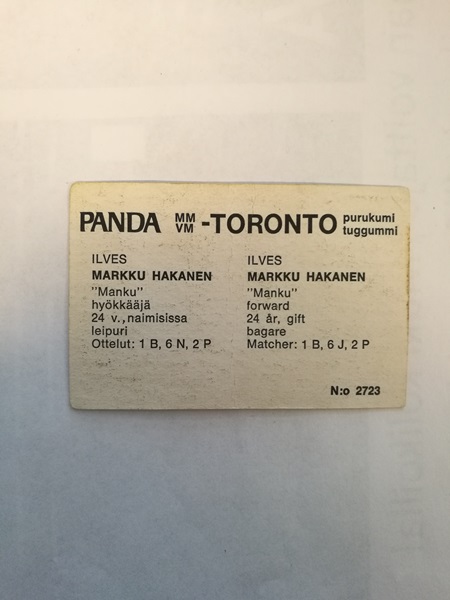 PANDA MM VM -TORONTO purukumi tuggummi
ILVES
MARKKU HAKANEN
"Manku"
hyökkääjä
24 v., naimisissa
leipuri
Ottelut: 1 B, 6 N, 2 P
ILVES
MARKKU HAKANEN
"Manku"
forward
24 år, gift
bagare
Matcher: 1 B, 6 J, 2 P
N:o 2723